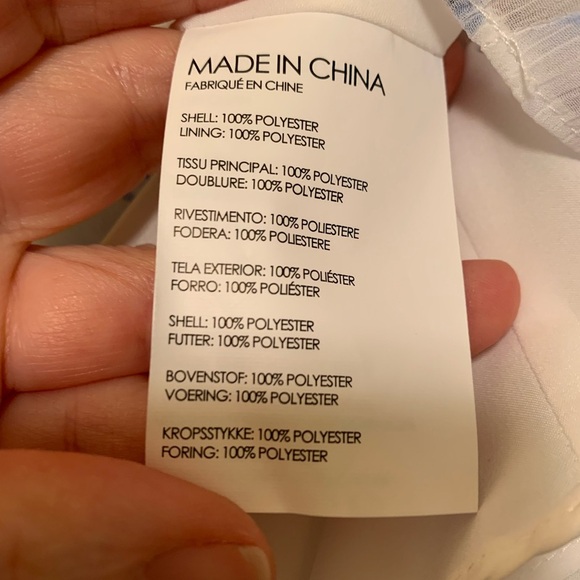 MADE IN CHINA
FABRIQUÉ EN CHINE
SHELL: 100% POLYESTER
LINING: 100% POLYESTER
TISSU PRINCIPAL: 100% POLYESTER
DOUBLURE: 100% POLYESTER
RIVESTIMENTO: 100% POLIESTERE
FODERA: 100% POLIESTERE
TELA EXTERIOR: 100% POLIÉSTER
FORRO: 100% POLIÉSTER
SHELL: 100% POLYESTER
FUTTER: 100% POLYESTER
BOVENSTOF: 100% POLYESTER
VOERING: 100% POLYESTER
KROPSSTYKKE: 100% POLYESTER
FORING: 100% POLYESTER